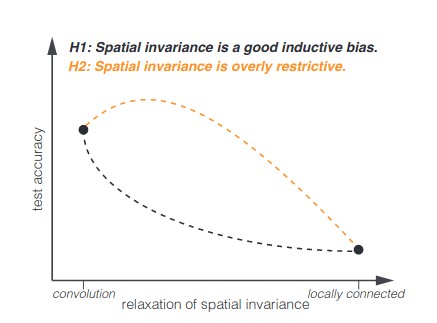 H1: Spatial invariance is a good inductive bias.
H2: Spatial invariance is overly restrictive.
test accuracy
convolution
locally connected
relaxation of spatial invariance